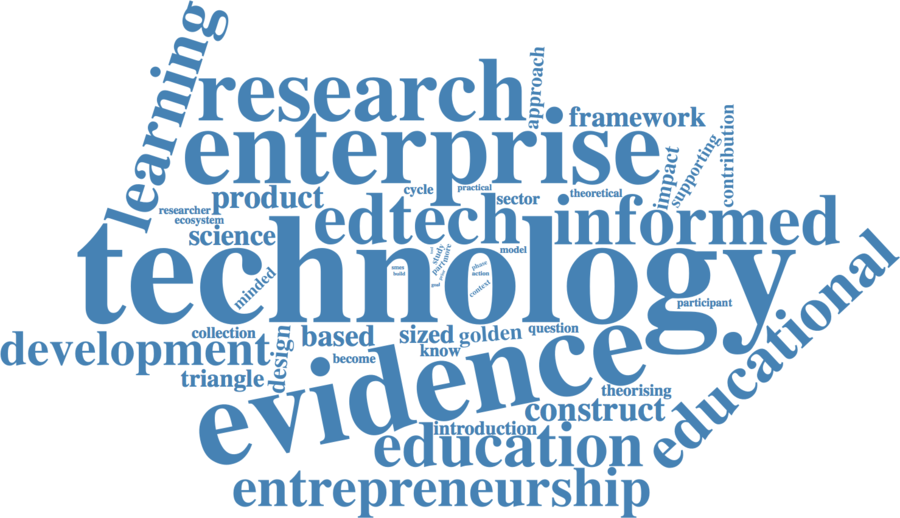 learning
research
approach
framework
enterprise
impact
supporting
contribution
product
cycle
practical
sector
theoretical
researcher
ecosystem
edtech
informed
science
technology
study
more
part
model
phase
action
context
build
minded
participant
educational
development
collection
design
based
sized
golden
question
know
become
triangle
evidence
theorising
construct
introduction
education
entrepreneurship